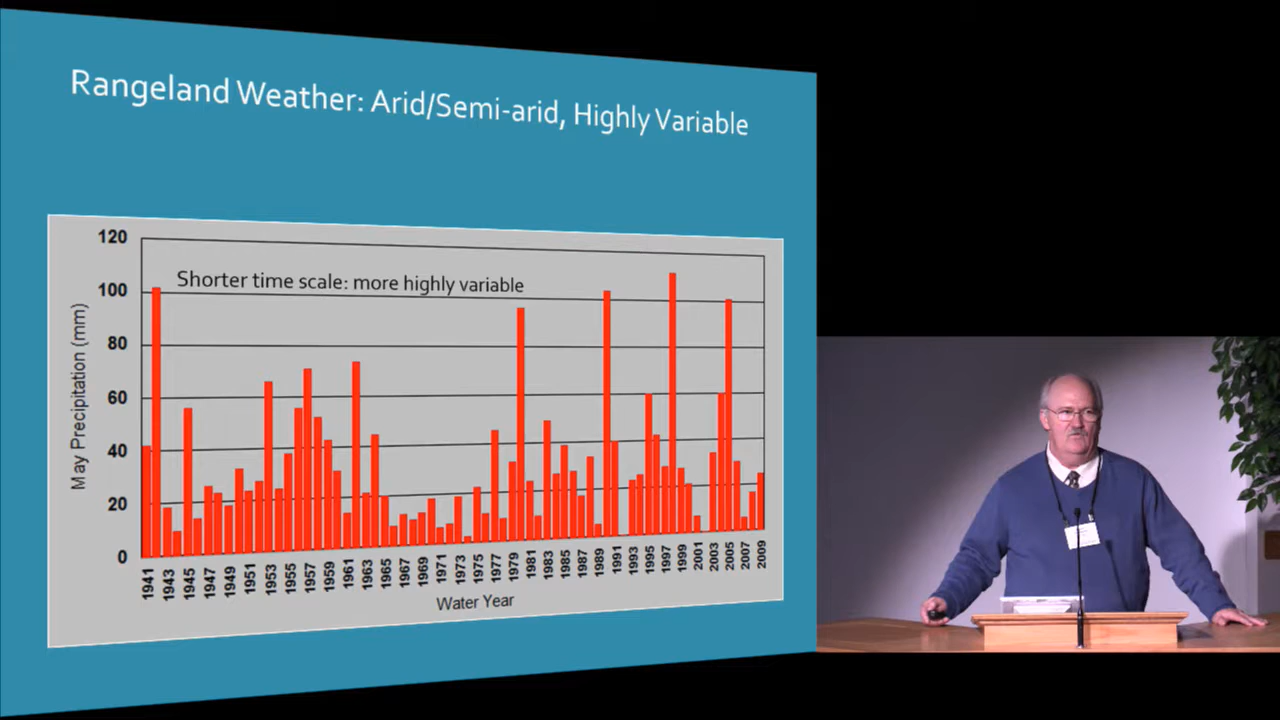 Rangeland Weather: Arid/Semi-arid, Highly Variable
Shorter time scale: more highly variable
120
100
80
60
40
20
0
May Precipitation (mm)
1941 1943 1945 1947 1949 1951 1953 1955 1957 1959 1961 1963 1965 1967 1969 1971 1973 1975 1977 1979 1981 1983 1985 1987 1989 1991 1993 1995 1997 1999 2001 2003 2005 2007 2009
Water Year